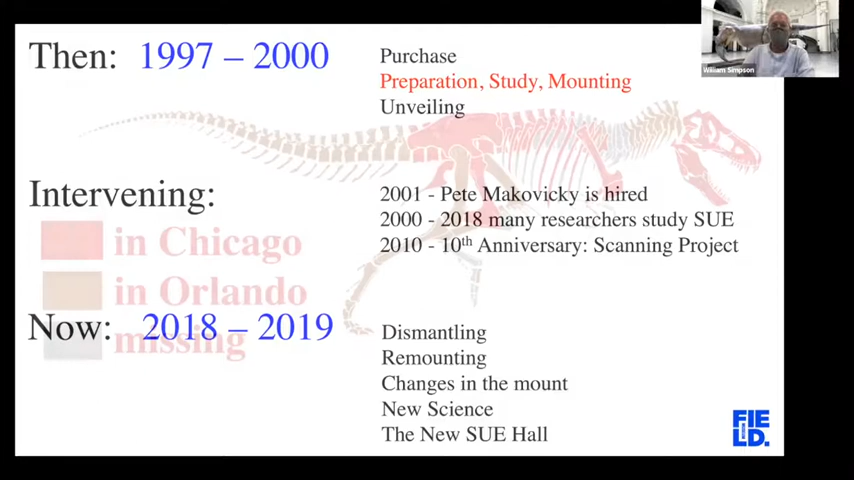 Then: 1997 – 2000
Purchase
Preparation, Study, Mounting
Unveiling
Intervening:
2001 - Pete Makovicky is hired
2000 - 2018 many researchers study SUE
2010 - 10th Anniversary: Scanning Project
in Chicago
in Orlando
missing
Now: 2018 – 2019
Dismantling
Remounting
Changes in the mount
New Science
The New SUE Hall
William Simpson
FIE
LD.